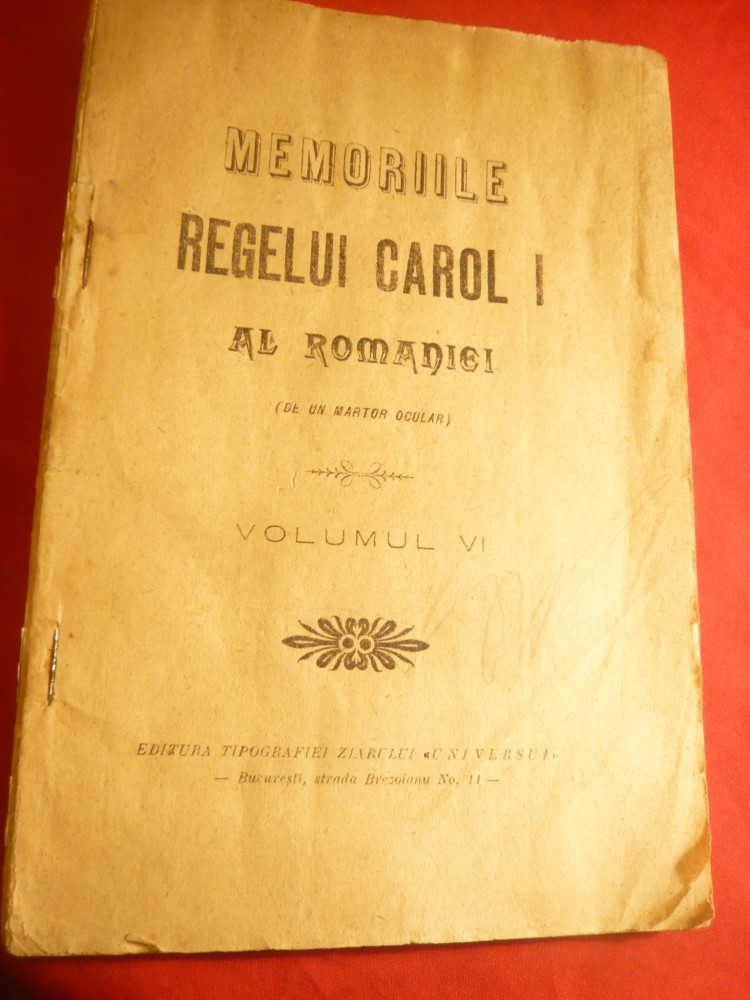 MEMORIILE
REGELUI CAROL I
AL ROMANIEI
(DE UN MARTOR OCULAR)
VOLUMUL VI
EDITURA TIPOGRAFIEI ZIARULUI «UNIVERSUL»
— Bucureștĭ, strada Brezoianu No. 11 —